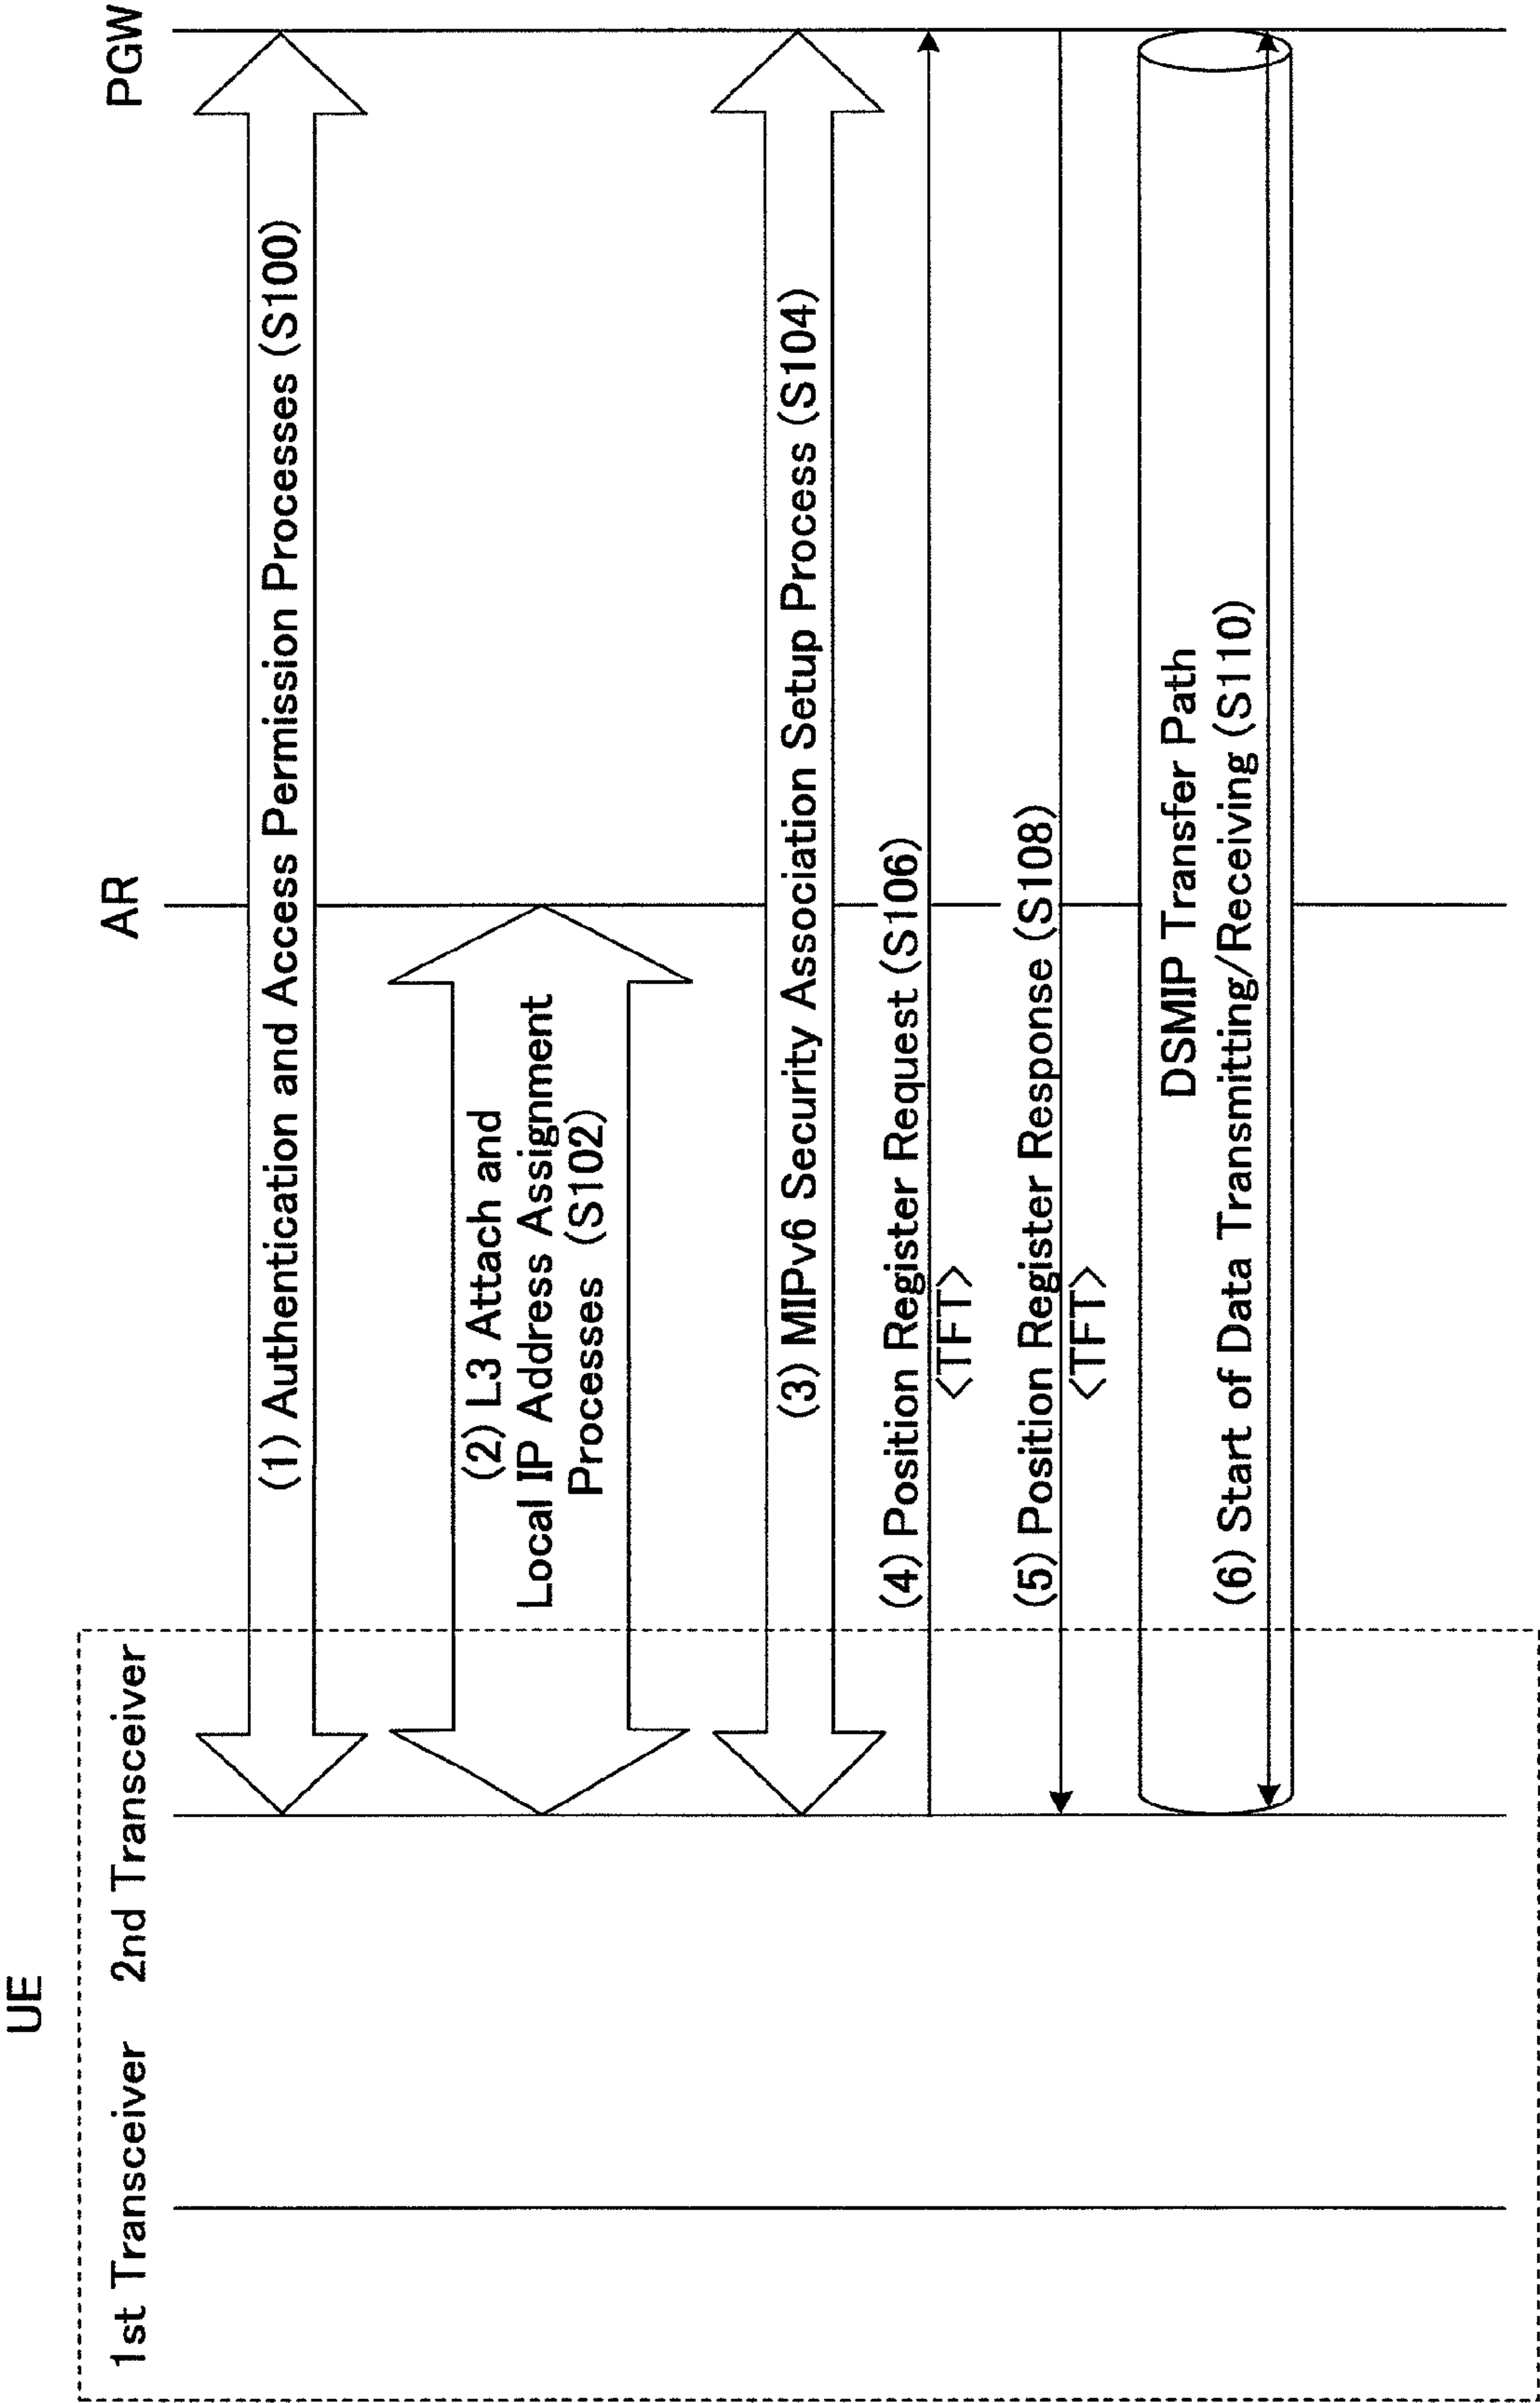 UE
1st Transceiver
2nd Transceiver
AR
PGW
(1) Authentication and Access Permission Processes (S100)
(2) L3 Attach and
Local IP Address Assignment
Processes (S102)
(3) MIPv6 Security Association Setup Process (S104)
(4) Position Register Request (S106)
<TFT>
(5) Position Register Response (S108)
<TFT>
DSMIP Transfer Path
(6) Start of Data Transmitting/Receiving (S110)